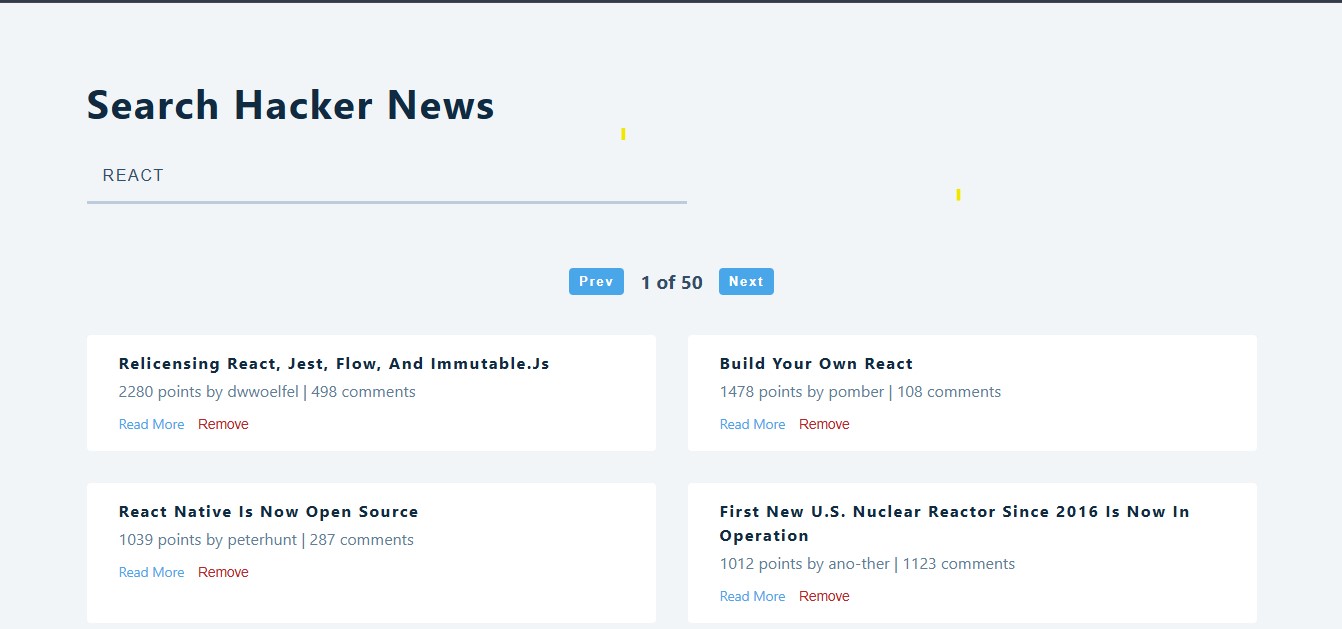 Search Hacker News
REACT
Prev 1 of 50 Next
Relicensing React, Jest, Flow, And Immutable.Js
2280 points by dwwoelfel | 498 comments
Read More Remove
Build Your Own React
1478 points by pomber | 108 comments
Read More Remove
React Native Is Now Open Source
1039 points by peterhunt | 287 comments
Read More Remove
First New U.S. Nuclear Reactor Since 2016 Is Now In
Operation
1012 points by ano-ther | 1123 comments
Read More Remove